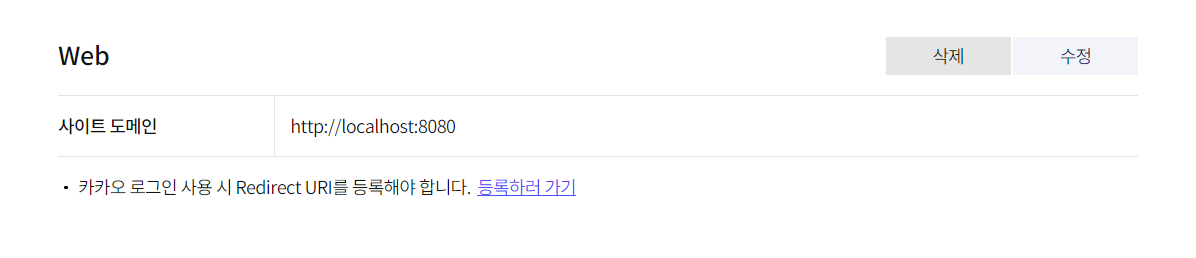 Web
삭제
수정
사이트 도메인
http://localhost:8080
• 카카오 로그인 사용 시 Redirect URI를 등록해야 합니다. 등록하러 가기